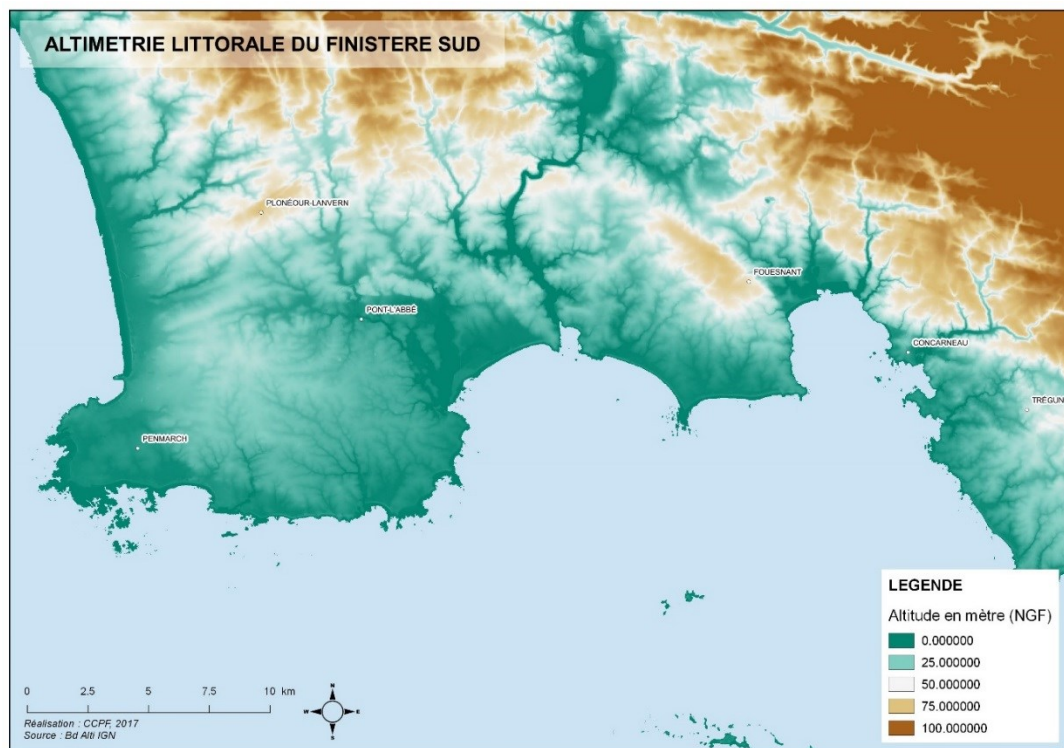 ALTIMETRIE LITTORALE DU FINISTERE SUD
PLONÉOUR-LANVERN
FOUESNANT
PONT-L'ABBÉ
CONCARNEAU
TRÉGUN
PENMARCH
LEGENDE
Altitude en mètre (NGF)
0.000000
25.000000
50.000000
75.000000
100.000000
0 2.5 5 7.5 10 km
N
W E
S
Réalisation : CCPF, 2017
Source : Bd Alti IGN